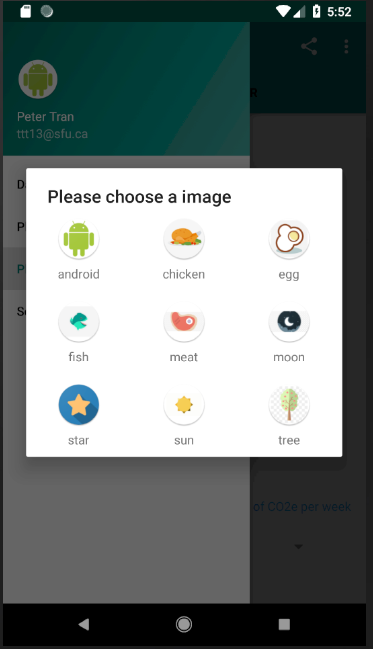 5:52
Peter Tran
ttt13@sfu.ca
Please choose a image
android
chicken
egg
fish
meat
moon
star
sun
tree
of CO2e per week